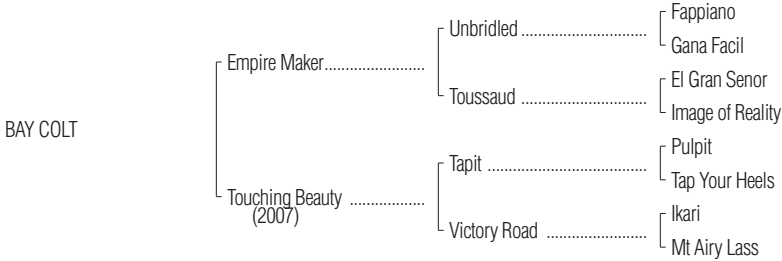 Fappiano
Unbridled ..............................
Gana Facil
Empire Maker........................
El Gran Senor
Toussaud ..............................
Image of Reality
BAY COLT
Pulpit
Tapit ......................................
Tap Your Heels
Touching Beauty ..................
(2007)
Ikari
Victory Road ........................
Mt Airy Lass